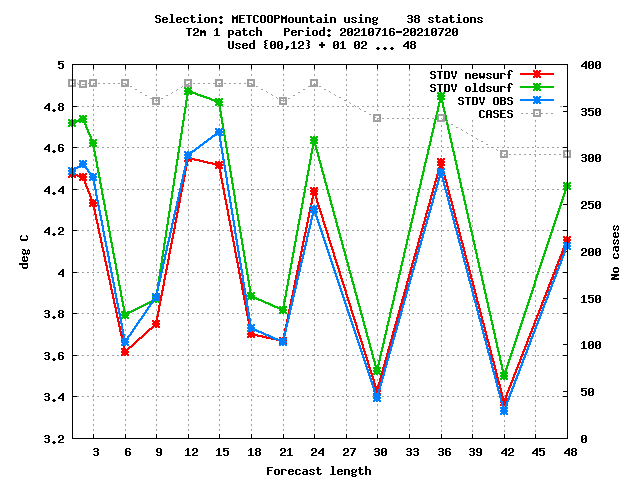 Selection: METCOOPMountain using    38 stations
T2m 1 patch   Period: 20210716-20210720
Used {00,12} + 01 02 ... 48
STDV newsurf
STDV oldsurf
STDV OBS
CASES
deg C
5
4.8
4.6
4.4
4.2
4
3.8
3.6
3.4
3.2
No cases
400
350
300
250
200
150
100
50
0
3 6 9 12 15 18 21 24 27 30 33 36 39 42 45 48
Forecast length